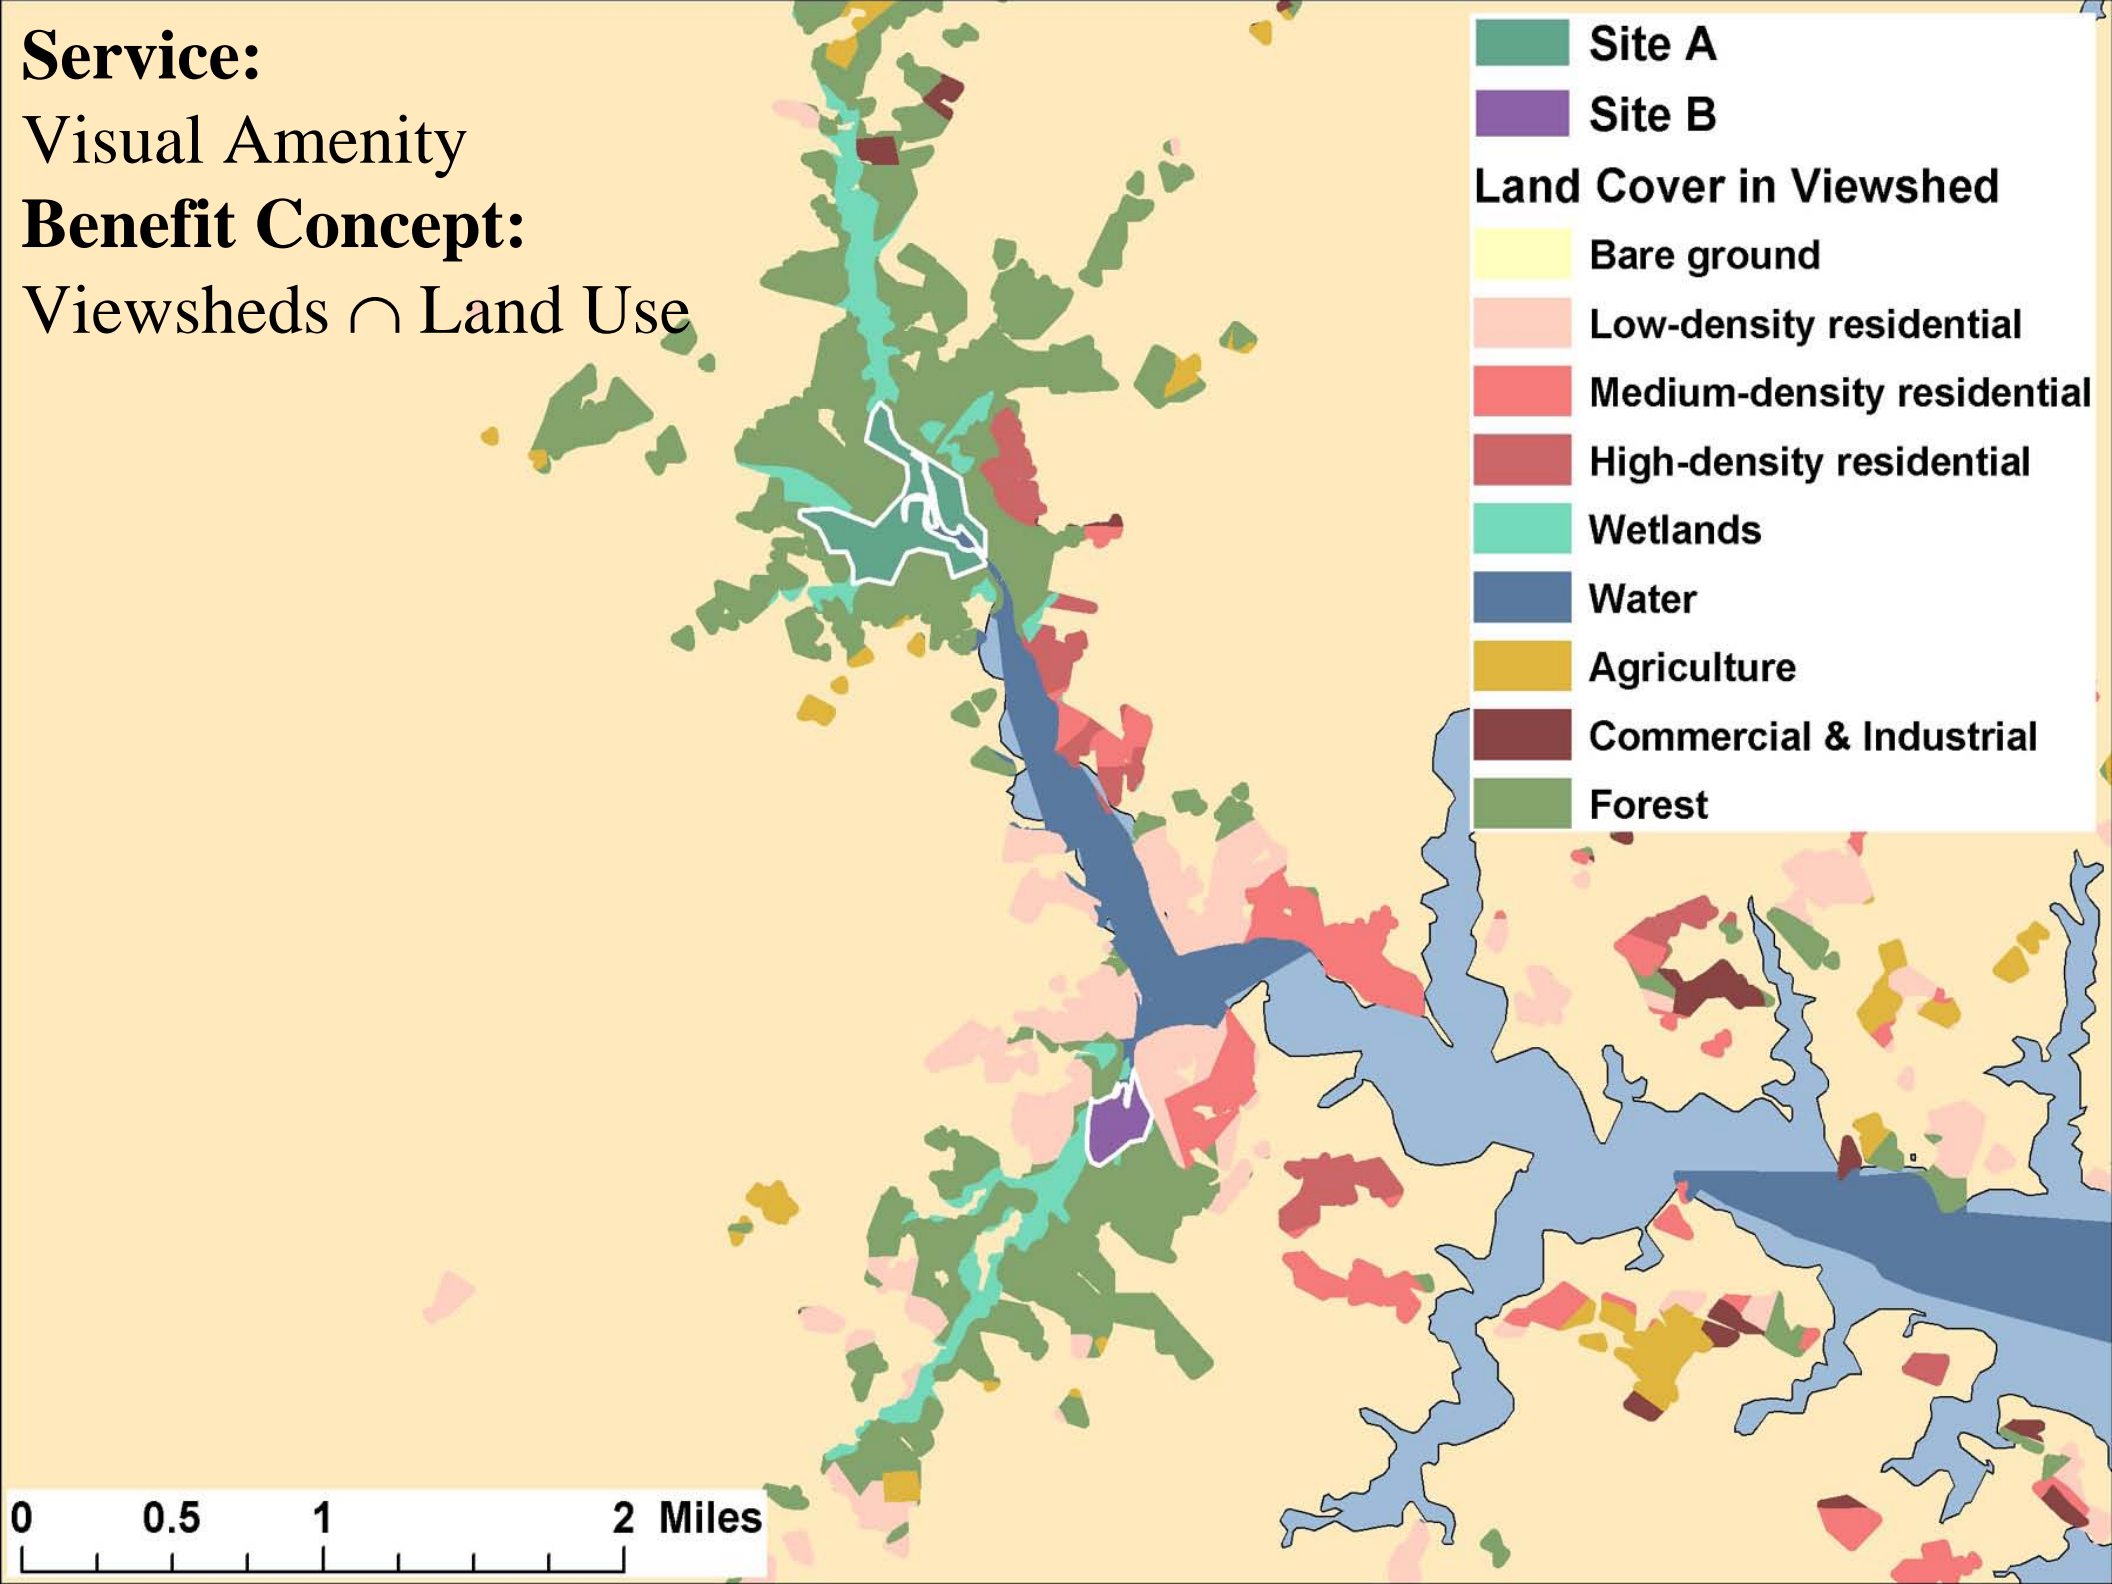 Service:
Visual Amenity
Benefit Concept:
Viewsheds ∩ Land Use
Site A
Site B
Land Cover in Viewshed
Bare ground
Low-density residential
Medium-density residential
High-density residential
Wetlands
Water
Agriculture
Commercial & Industrial
Forest
0 0.5 1 2 Miles